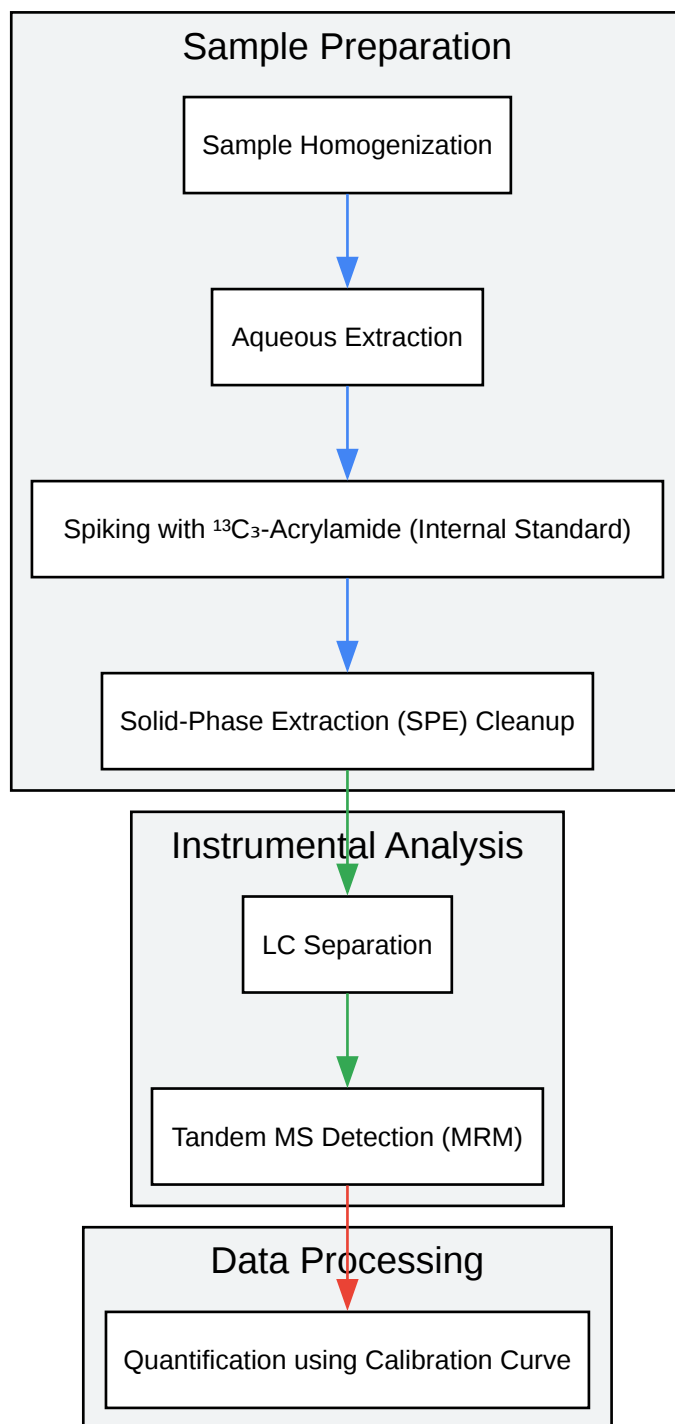 Sample Preparation
Sample Homogenization
Aqueous Extraction
Spiking with ¹³C₃-Acrylamide (Internal Standard)
Solid-Phase Extraction (SPE) Cleanup
Instrumental Analysis
LC Separation
Tandem MS Detection (MRM)
Data Processing
Quantification using Calibration Curve